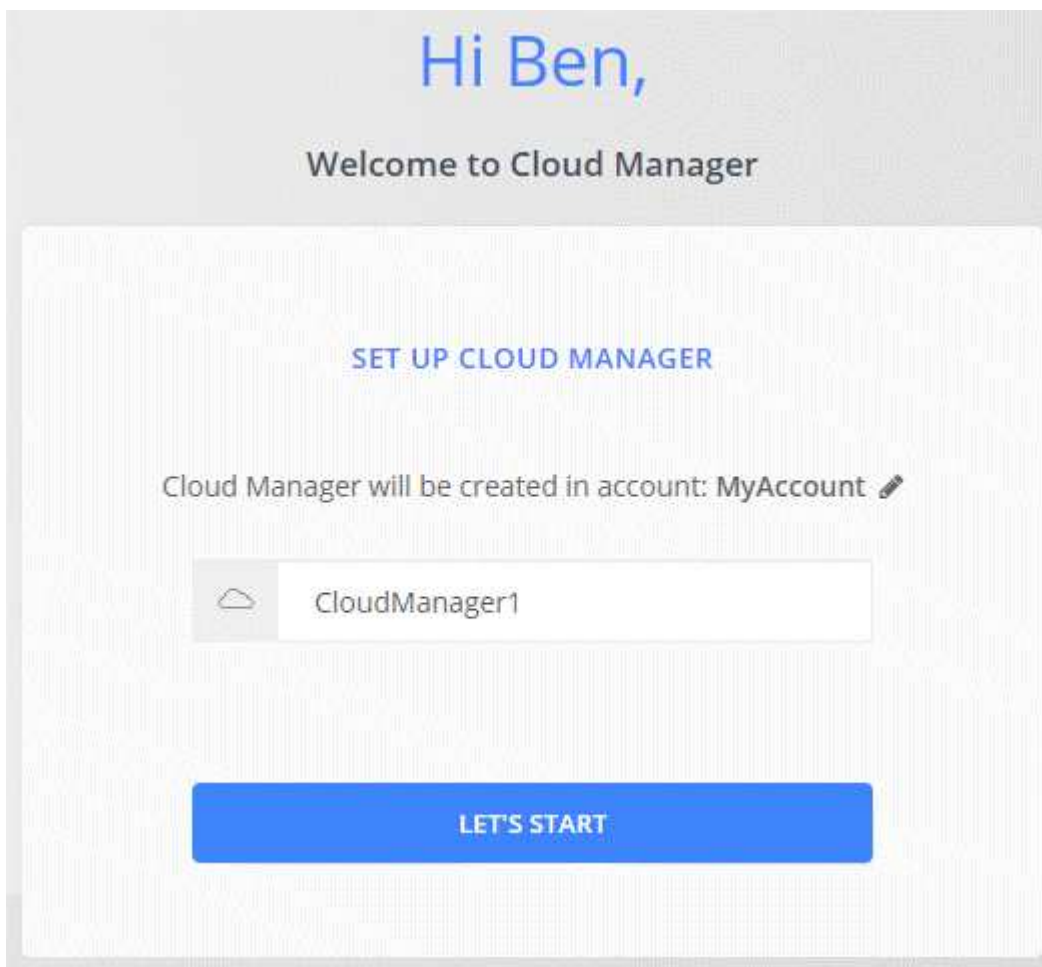 Hi Ben,
Welcome to Cloud Manager
SET UP CLOUD MANAGER
Cloud Manager will be created in account: MyAccount
CloudManager1
LET'S START